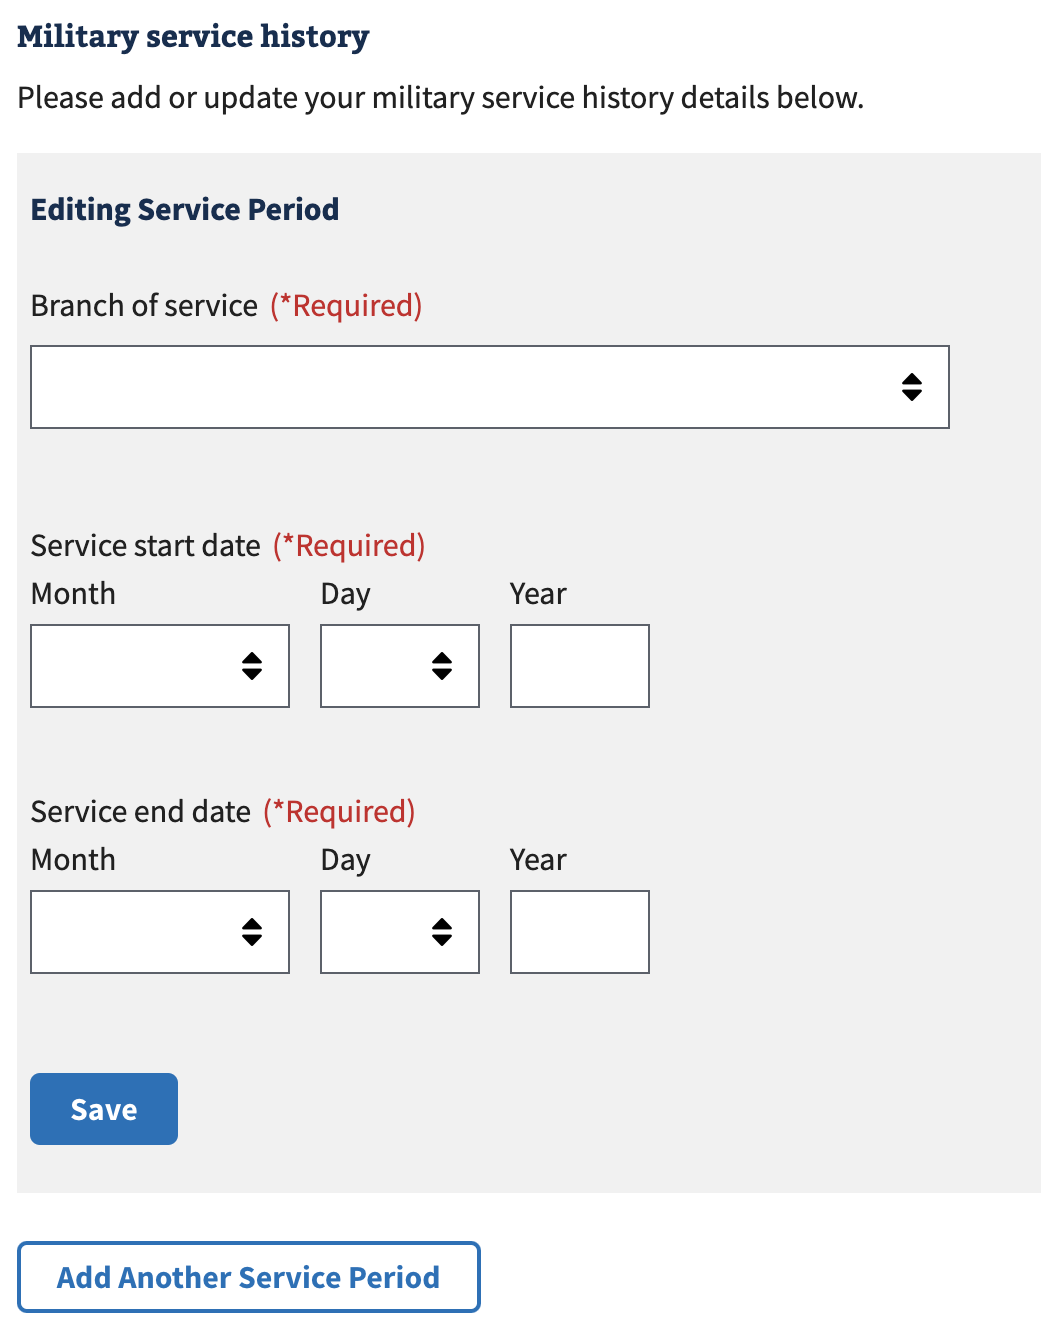 Military service history
Please add or update your military service history details below.
Editing Service Period
Branch of service (*Required)
Service start date (*Required)
Month Day Year
Service end date (*Required)
Month Day Year
Save
Add Another Service Period